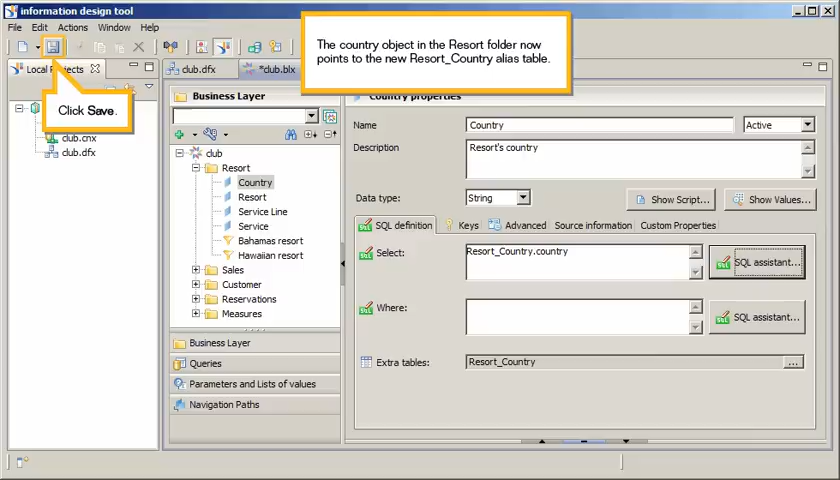 information design tool
File Edit Actions Window Help
The country object in the Resort folder now
points to the new Resort_Country alias table.
Local Projects
club.dfx
*club.blx
Click Save.
club.cnx
club.dfx
Business Layer
club
Resort
Country
Resort
Service Line
Service
Bahamas resort
Hawaiian resort
Sales
Customer
Reservations
Measures
Business Layer
Queries
Parameters and Lists of values
Navigation Paths
Country properties
Name
Country
Active
Description
Resort's country
Data type:
String
Show Script...
Show Values...
SQL definition
Keys
Advanced
Source information
Custom Properties
Select:
Resort_Country.country
SQL assistant...
Where:
SQL assistant...
Extra tables:
Resort_Country
...